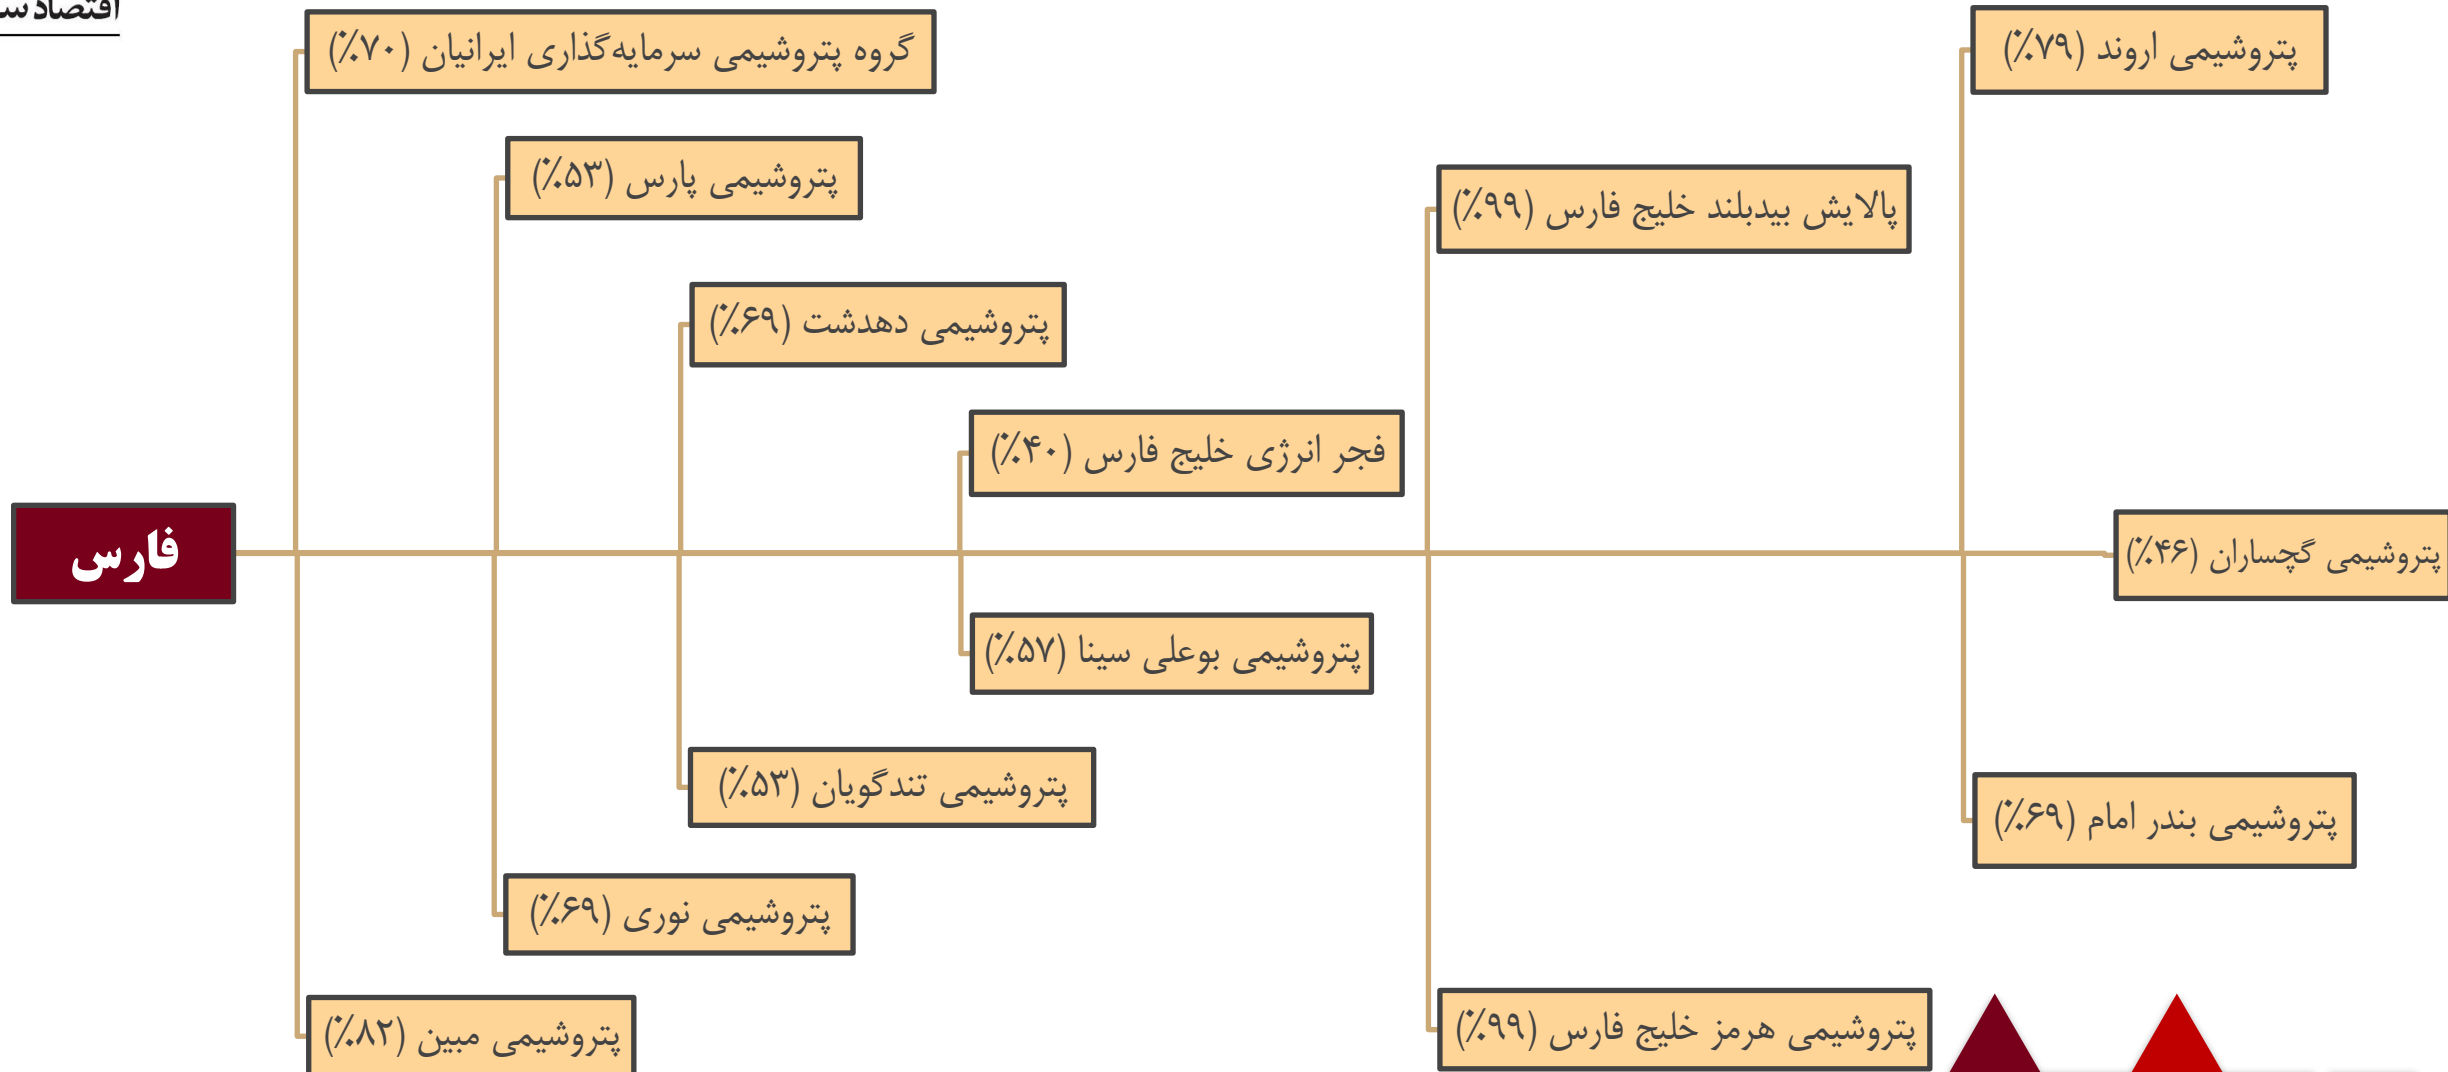 اقتصاد
گروه پتروشیمی سرمایه‌گذاری ایرانیان (۷۰٪)
پتروشیمی اروند (۷۹٪)
پتروشیمی پارس (۵۳٪)
پالایش بیدبلند خلیج فارس (۹۹٪)
پتروشیمی دهدشت (۶۹٪)
فجر انرژی خلیج فارس (۴۰٪)
فارس
پتروشیمی گچساران (۴۶٪)
پتروشیمی بوعلی سینا (۵۷٪)
پتروشیمی تندگویان (۵۳٪)
پتروشیمی بندر امام (۶۹٪)
پتروشیمی نوری (۶۹٪)
پتروشیمی هرمز خلیج فارس (۹۹٪)
پتروشیمی مبین (۸۲٪)